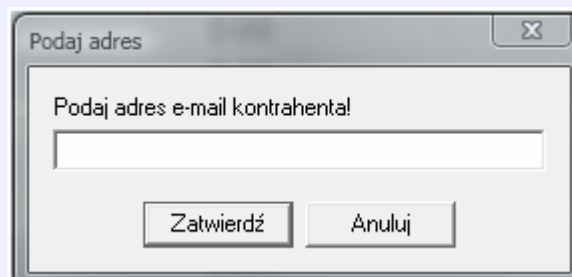 Podaj adres
Podaj adres e-mail kontrahenta!
Zatwierdź
Anuluj